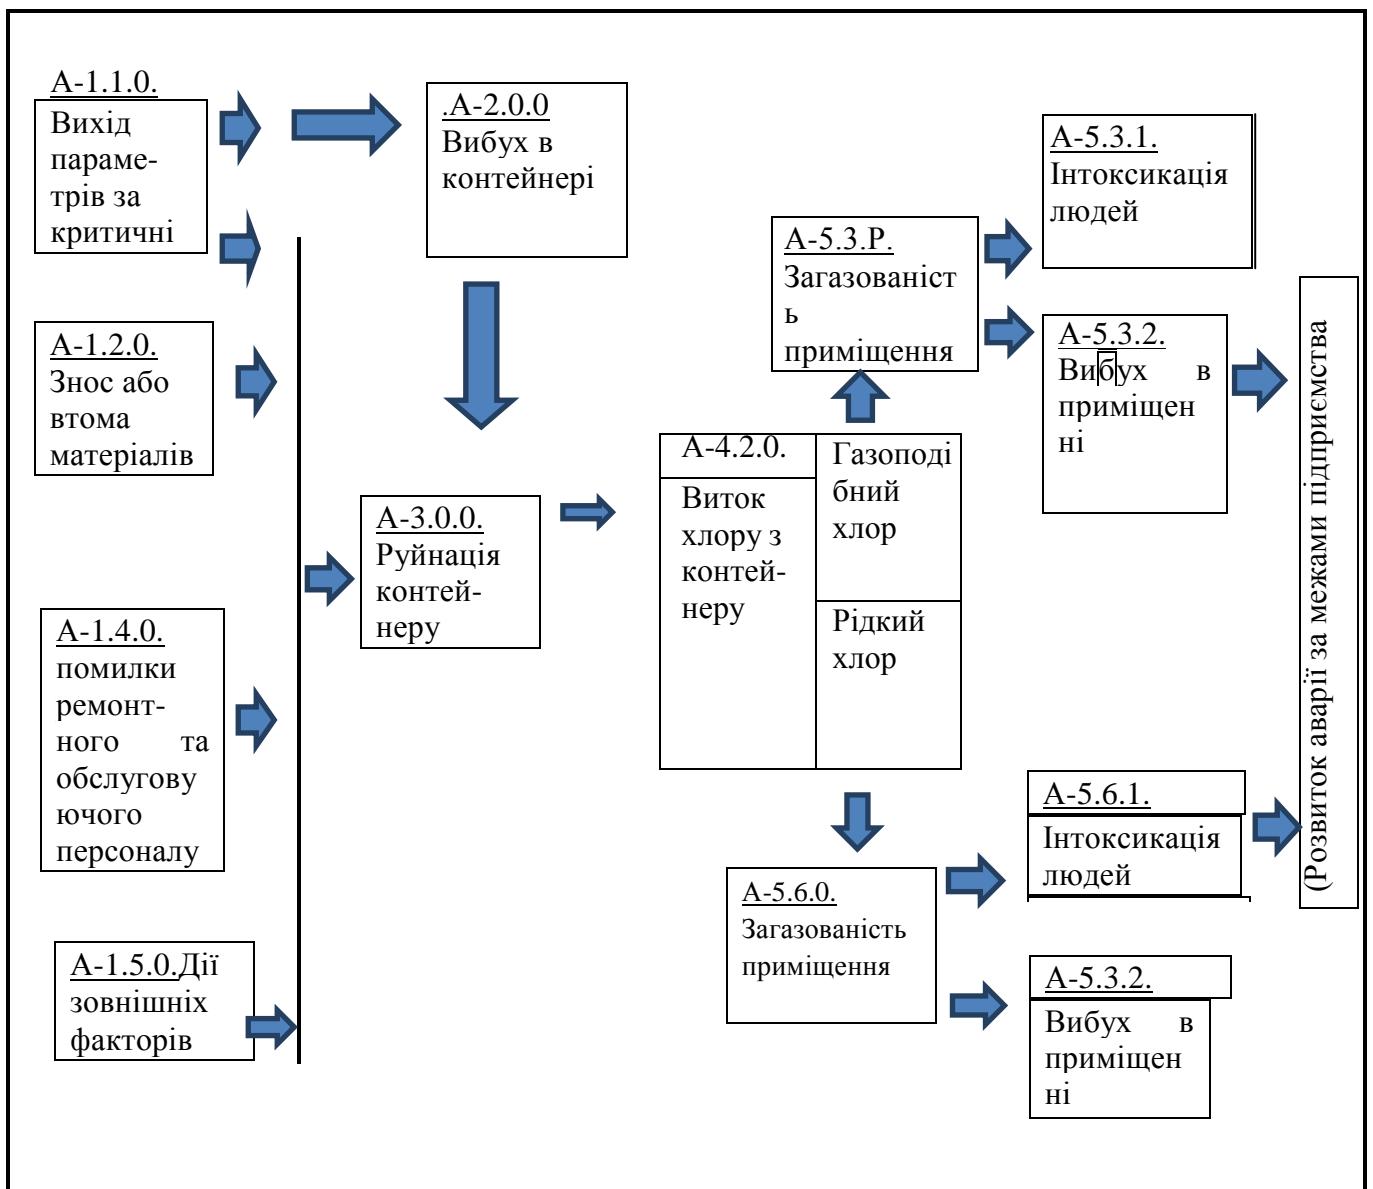 А-1.1.0.
Вихід
параме-
трів за
критичні
.А-2.0.0
Вибух в
контейнері
А-1.2.0.
Знос або
втома
матеріалів
А-1.4.0.
помилки
ремонт-
ного та
обслугову
ючого
персоналу
А-1.5.0.Дії
зовнішніх
факторів
А-3.0.0.
Руйнація
контей-
неру
А-4.2.0.
Виток
хлору з
контей-
неру
Газоподі
бний
хлор
Рідкий
хлор
А-5.3.Р.
Загазованіст
ь
приміщення
А-5.3.1.
Інтоксикація
людей
А-5.3.2.
Вибух в
приміщен
ні
А-5.6.0.
Загазованість
приміщення
А-5.6.1.
Інтоксикація
людей
А-5.3.2.
Вибух в
приміщен
ні
(Розвиток аварії за межами підприємства